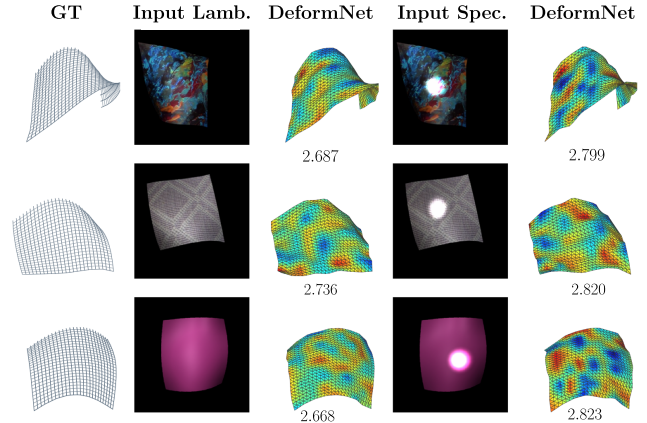 GT Input Lamb. DeformNet Input Spec. DeformNet
2.687 2.799
2.736 2.820
2.668 2.823